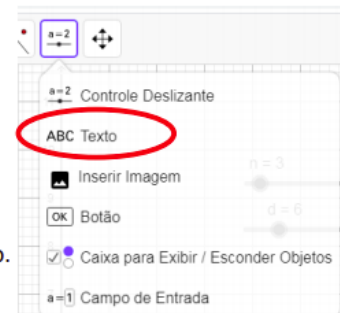 a=2
a=2 Controle Deslizante
ABC Texto
Inserir Imagem
n = 3
OK Botão
d = 6
o.
Caixa para Exibir / Esconder Objetos
a=1 Campo de Entrada